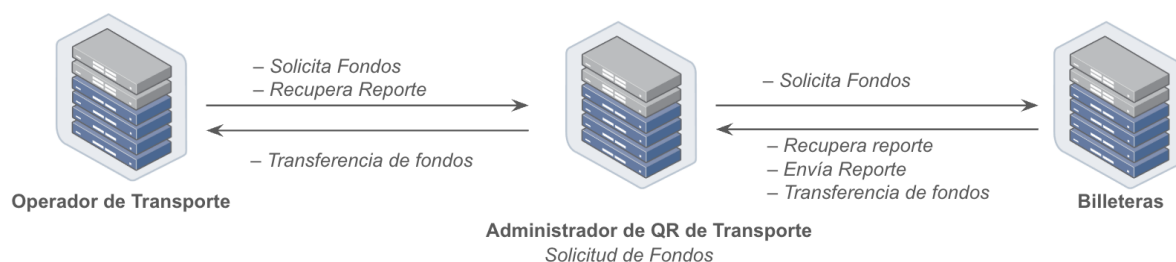 – Solicita Fondos
– Recupera Reporte
– Transferencia de fondos
Operador de Transporte
– Solicita Fondos
– Recupera reporte
– Envía Reporte
– Transferencia de fondos
Administrador de QR de Transporte
Solicitud de Fondos
Billeteras